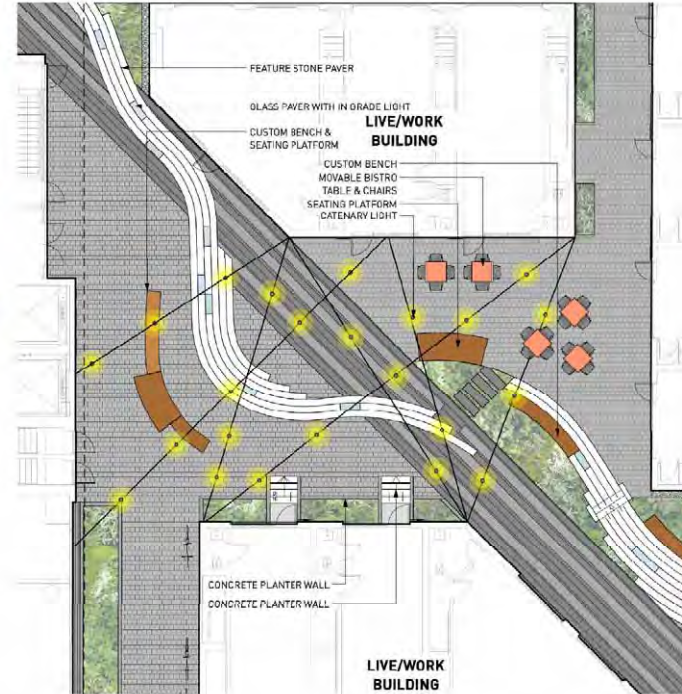 FEATURE STONE PAVER
GLASS PAVER WITH IN GRADE LIGHT
CUSTOM BENCH &
SEATING PLATFORM
LIVE/WORK
BUILDING
CUSTOM BENCH
MOVABLE BISTRO
TABLE & CHAIRS
SEATING PLATFORM
CATENARY LIGHT
CONCRETE PLANTER WALL
CONCRETE PLANTER WALL
LIVE/WORK
BUILDING